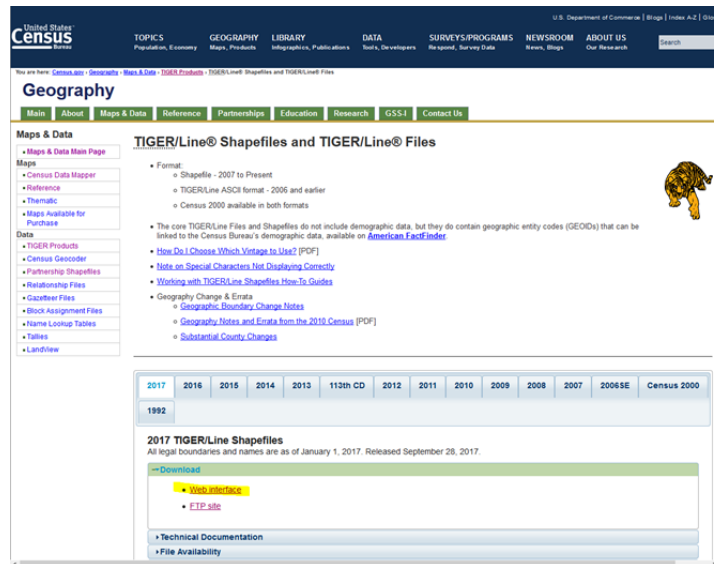 U.S. Department of Commerce | Blogs | Index A-Z |
United States®
Census
Bureau
TOPICS
Population, Economy
GEOGRAPHY
Maps, Products
LIBRARY
Infographics, Publications
DATA
Tools, Developers
SURVEYS/PROGRAMS
Respond, Survey Data
NEWSROOM
News, Blogs
ABOUT US
Our Research
Search
You are here: Census.gov › Geography › Maps & Data › TIGER Products › TIGER/Line® Shapefiles and TIGER/Line® Files
Geography
Main
About
Maps & Data
Reference
Partnerships
Education
Research
GSS-I
Contact Us
Maps & Data
• Maps & Data Main Page
Maps
• Census Data Mapper
• Reference
• Thematic
• Maps Available for
Purchase
Data
• TIGER Products
• Census Geocoder
• Partnership Shapefiles
• Relationship Files
• Gazetteer Files
• Block Assignment Files
• Name Lookup Tables
• Tallies
• LandView
TIGER/Line® Shapefiles and TIGER/Line® Files
• Format:
o Shapefile - 2007 to Present
o TIGER/Line ASCII format - 2006 and earlier
o Census 2000 available in both formats
• The core TIGER/Line Files and Shapefiles do not include demographic data, but they do contain geographic entity codes (GEOIDs) that can be
linked to the Census Bureau's demographic data, available on American FactFinder.
• How Do I Choose Which Vintage to Use? [PDF]
• Note on Special Characters Not Displaying Correctly
• Working with TIGER/Line Shapefiles How-To Guides
• Geography Change & Errata
o Geographic Boundary Change Notes
o Geography Notes and Errata from the 2010 Census [PDF]
o Substantial County Changes
2017
2016
2015
2014
2013
113th CD
2012
2011
2010
2009
2008
2007
2006SE
Census 2000
1992
2017 TIGER/Line Shapefiles
All legal boundaries and names are as of January 1, 2017. Released September 28, 2017.
Download
• Web interface
• FTP site
Technical Documentation
File Availability